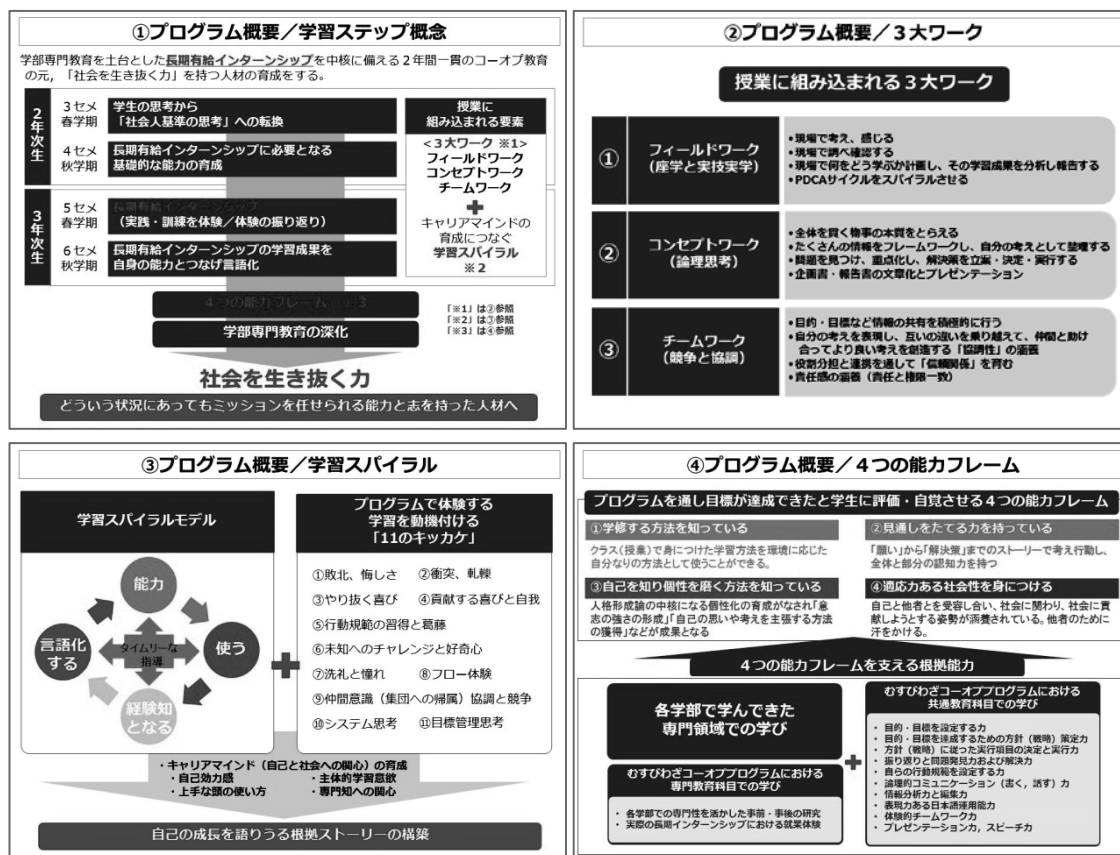 ①プログラム概要／学習ステップ概念
学部専門教育を土台とした長期有給インターンシップを中核に備える２年間一貫のコーオプ教育
の元，「社会を生き抜く力」を持つ人材の育成をする。
２年次生
３セメ
春学期
学生の思考から
「社会人基準の思考」への転換
４セメ
秋学期
長期有給インターンシップに必要となる
基礎的な能力の育成
３年次生
５セメ
春学期
長期有給インターンシップ
（実践・訓練を体験／体験の振り返り）
６セメ
秋学期
長期有給インターンシップの学習成果を
自身の能力とつなげ言語化
授業に
組み込まれる要素
<３大ワーク ※1>
フィールドワーク
コンセプトワーク
チームワーク
＋
キャリアマインドの
育成につなぐ
学習スパイラル
※２
４つの能力フレーム ※３
学部専門教育の深化
「※１」は②参照
「※２」は③参照
「※３」は④参照
社会を生き抜く力
どういう状況にあってもミッションを任せられる能力と志を持った人材へ
②プログラム概要／３大ワーク
授業に組み込まれる３大ワーク
①
フィールドワーク
（座学と実技実学）
•現場で考え、感じる
•現場で調べ確認する
•現場で何をどう学ぶか計画し、その学習成果を分析し報告する
•PDCAサイクルをスパイラルさせる
②
コンセプトワーク
（論理思考）
•全体を貫く物事の本質をとらえる
•たくさんの情報をフレームワークし、自分の考えとして整理する
•問題を見つけ、重点化し、解決策を立案・決定・実行する
•企画書・報告書の文章化とプレゼンテーション
③
チームワーク
（競争と協調）
•目的・目標など情報の共有を積極的に行う
•自分の考えを表現し、互いの違いを乗り越えて、仲間と助け
合ってより良い考えを創造する「協調性」の涵養
•役割分担と連携を通して「信頼関係」を育む
•責任感の涵養（責任と権限一致）
③プログラム概要／学習スパイラル
学習スパイラルモデル
能力
言語化
する
タイムリーな
指導
使う
経験知
となる
＋
プログラムで体験する
学習を動機付ける
「11のキッカケ」
①敗北、悔しさ ②衝突、軋轢
③やり抜く喜び ④貢献する喜びと自我
⑤行動規範の習得と葛藤
⑥未知へのチャレンジと好奇心
⑦洗礼と憧れ ⑧フロー体験
⑨仲間意識（集団への帰属）協調と競争
⑩システム思考 ⑪目標管理思考
・キャリアマインド（自己と社会への関心）の育成
・自己効力感 ・主体的学習意欲
・上手な頭の使い方 ・専門知への関心
自己の成長を語りうる根拠ストーリーの構築
④プログラム概要／４つの能力フレーム
プログラムを通し目標が達成できたと学生に評価・自覚させる４つの能力フレーム
①学修する方法を知っている
クラス（授業）で身につけた学習方法を環境に応じた
自分なりの方法として使うことができる。
②見通しをたてる力を持っている
「願い」から「解決策」までのストーリーで考え行動し、
全体と部分の認知力を持つ
③自己を知り個性を磨く方法を知っている
人格形成論の中核になる個性化の育成がなされ「意
志の強さの形成」「自己の思いや考えを主張する方法
の獲得」などが成果となる
④適応力ある社会性を身につける
自己と他者とを受容し合い、社会に関わり、社会に貢
献しようとする姿勢が涵養されている。他者のために
汗をかける。
４つの能力フレームを支える根拠能力
各学部で学んできた
専門領域での学び
むすびわざコーオププログラムにおける
専門教育科目での学び
• 各学部での専門性を活かした事前・事後の研究
• 実際の長期インターンシップにおける就業体験
＋
むすびわざコーオププログラムにおける
共通教育科目での学び
• 目的・目標を設定する力
• 目的・目標を達成するための方針（戦略）策定力
• 方針（戦略）に従った実行項目の決定と実行力
• 振り返りと問題発見力および解決力
• 自らの行動規範を設定する力
• 論理的コミュニケーション（書く，話す）力
• 情報分析力と編集力
• 表現力ある日本語運用能力
• 体験的チームワーク力
• プレゼンテーション力，スピーチ力